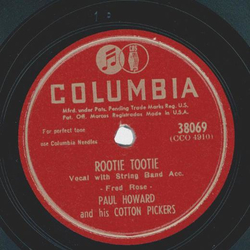 COLUMBIA
Mfd. under Pats. Pending Trade Marks Reg. U.S.
Pat. Off. Marcas Registradas Made in U.S.A.
For perfect tone
use Columbia Needles
38069
(CCO 4910)
ROOTIE TOOTIE
Vocal with String Band Acc.
- Fred Rose -
PAUL HOWARD
and his COTTON PICKERS